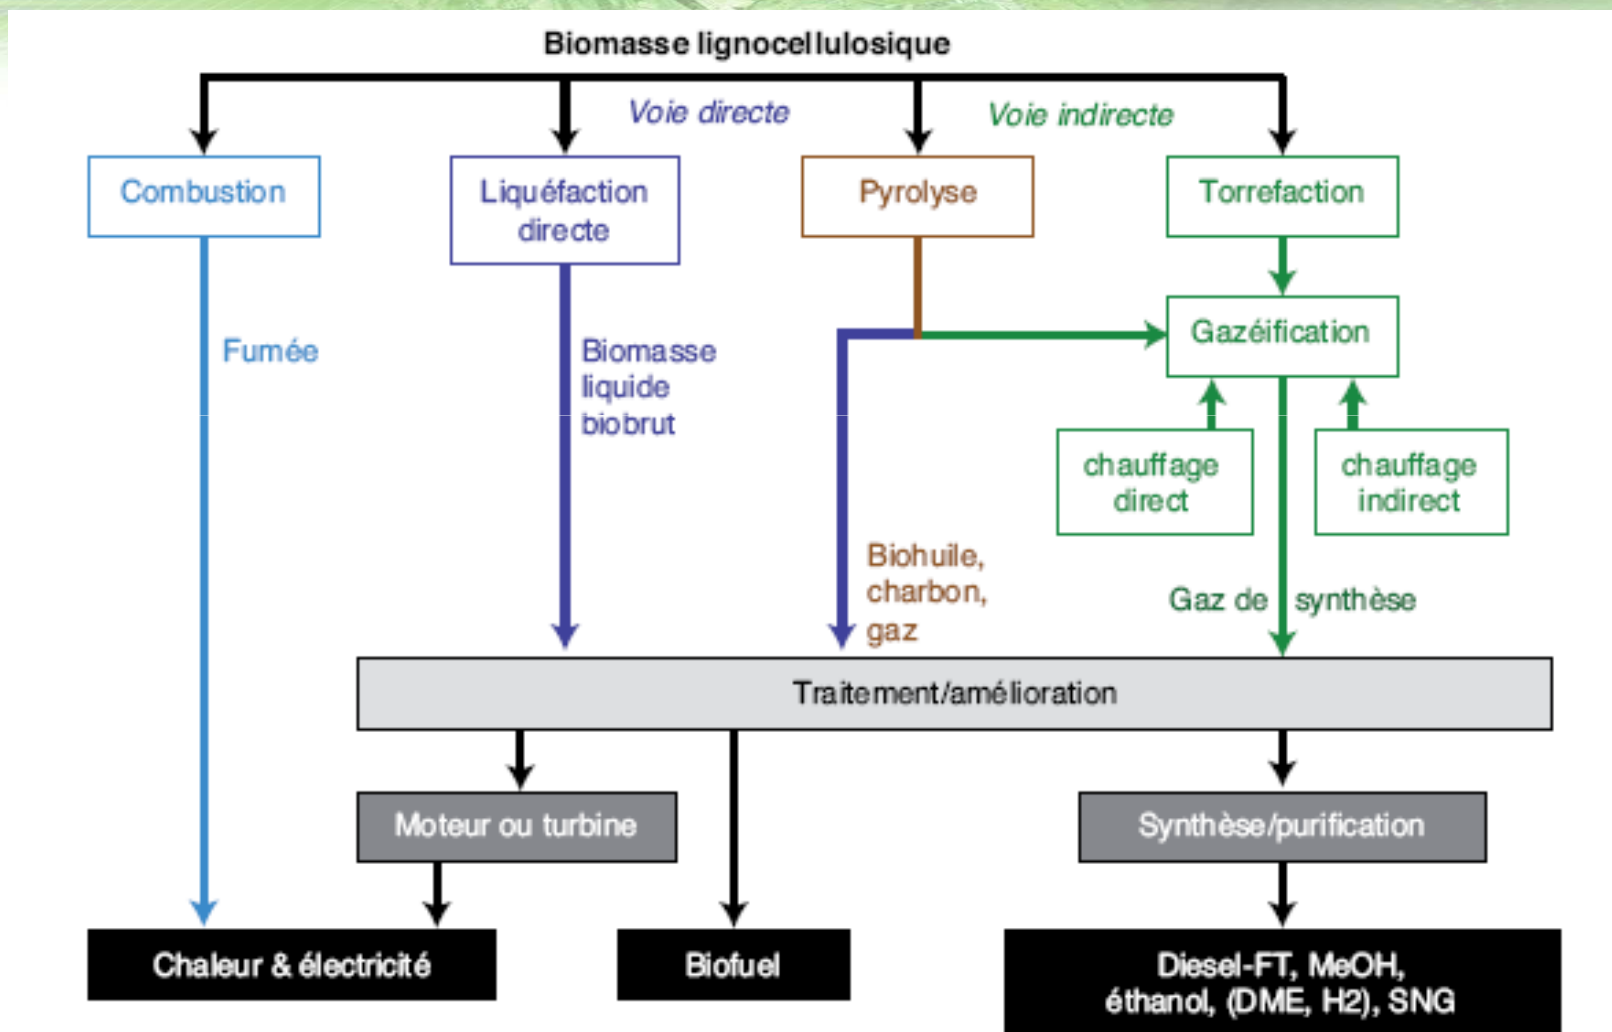 Biomasse lignocellulosique
Voie directe
Voie indirecte
Combustion
Liquéfaction
directe
Pyrolyse
Torrefaction
Gazéification
Fumée
Biomasse
liquide
biobrut
chauffage
direct
chauffage
indirect
Biohuile,
charbon,
gaz
Gaz de synthèse
Traitement/amélioration
Moteur ou turbine
Synthèse/purification
Chaleur & électricité
Biofuel
Diesel-FT, MeOH,
éthanol, (DME, H2), SNG